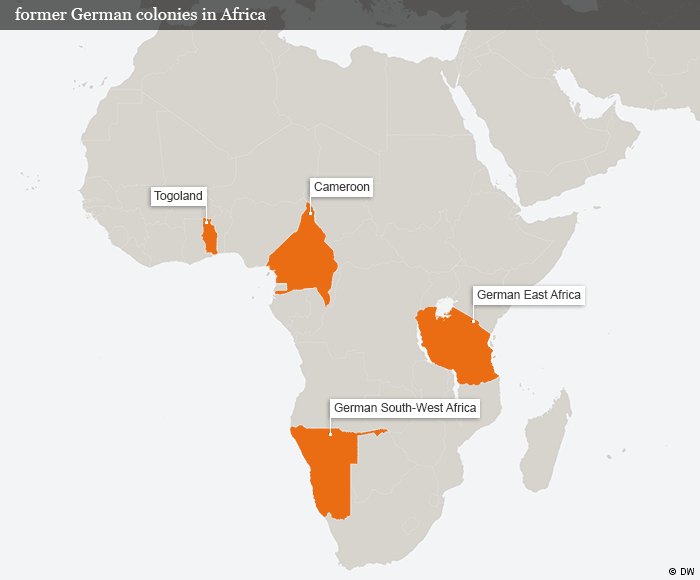 former German colonies in Africa
Togoland
Cameroon
German East Africa
German South-West Africa
© DW